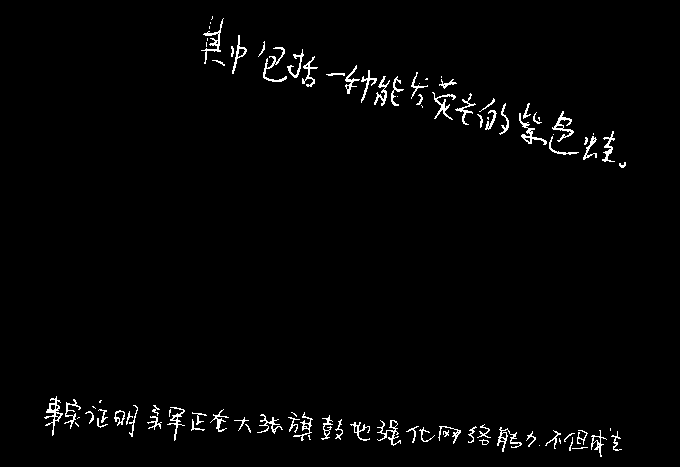 其中包括一种能发荧光的紫色蛙。
事实证明美军正在大张旗鼓地强化网络能力不但成立